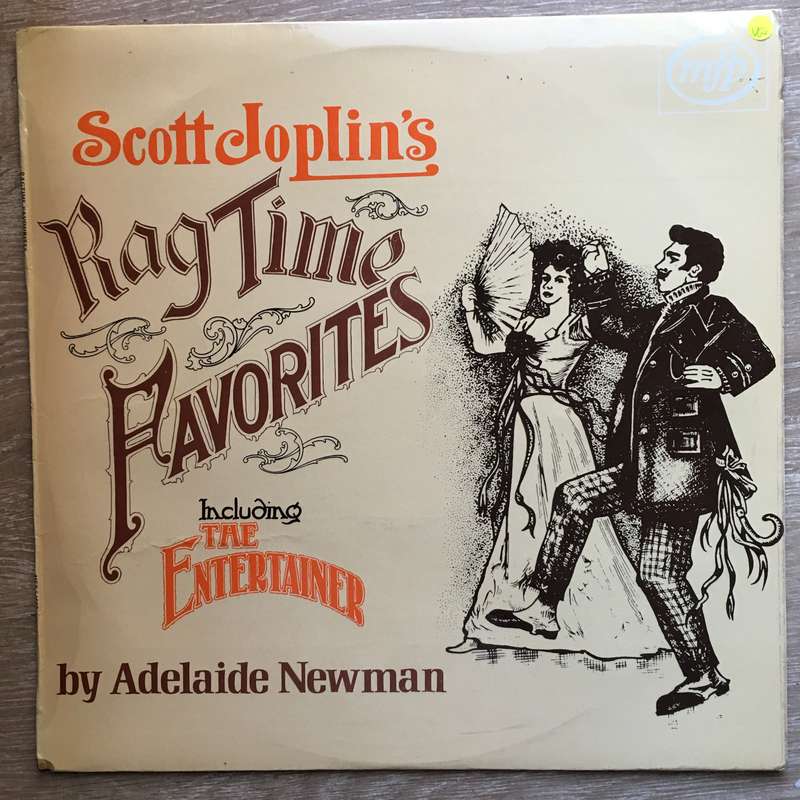 mfp
Scott Joplin's
Rag Time
FAVORITES
Including
THE
ENTERTAINER
by Adelaide Newman